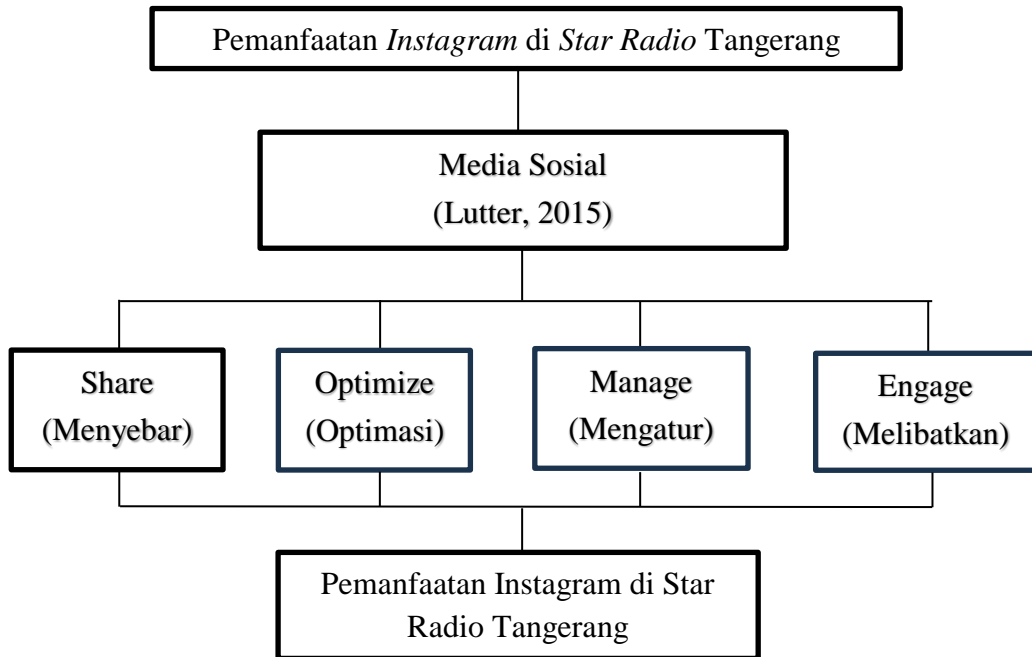 Pemanfaatan Instagram di Star Radio Tangerang
Media Sosial
(Lutter, 2015)
Share
(Menyebar)
Optimize
(Optimasi)
Manage
(Mengatur)
Engage
(Melibatkan)
Pemanfaatan Instagram di Star
Radio Tangerang